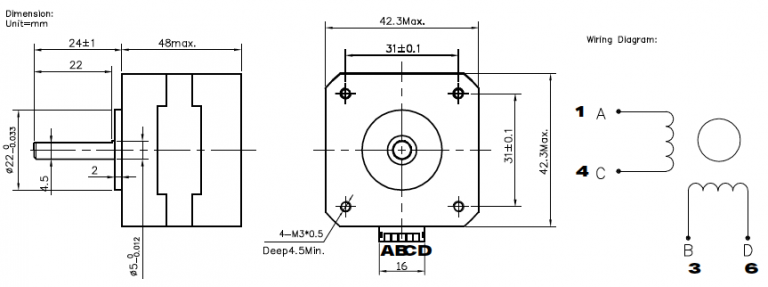 Dimension:
Unit=mm
24±1
48max.
22
ø22 0 -0.033
4.5
2
ø5 0 -0.012
42.3Max.
31±0.1
31±0.1
42.3Max.
4-M3*0.5
Deep4.5Min.
ABCD
16
Wiring Diagram:
1 A
4 C
B D
3 6